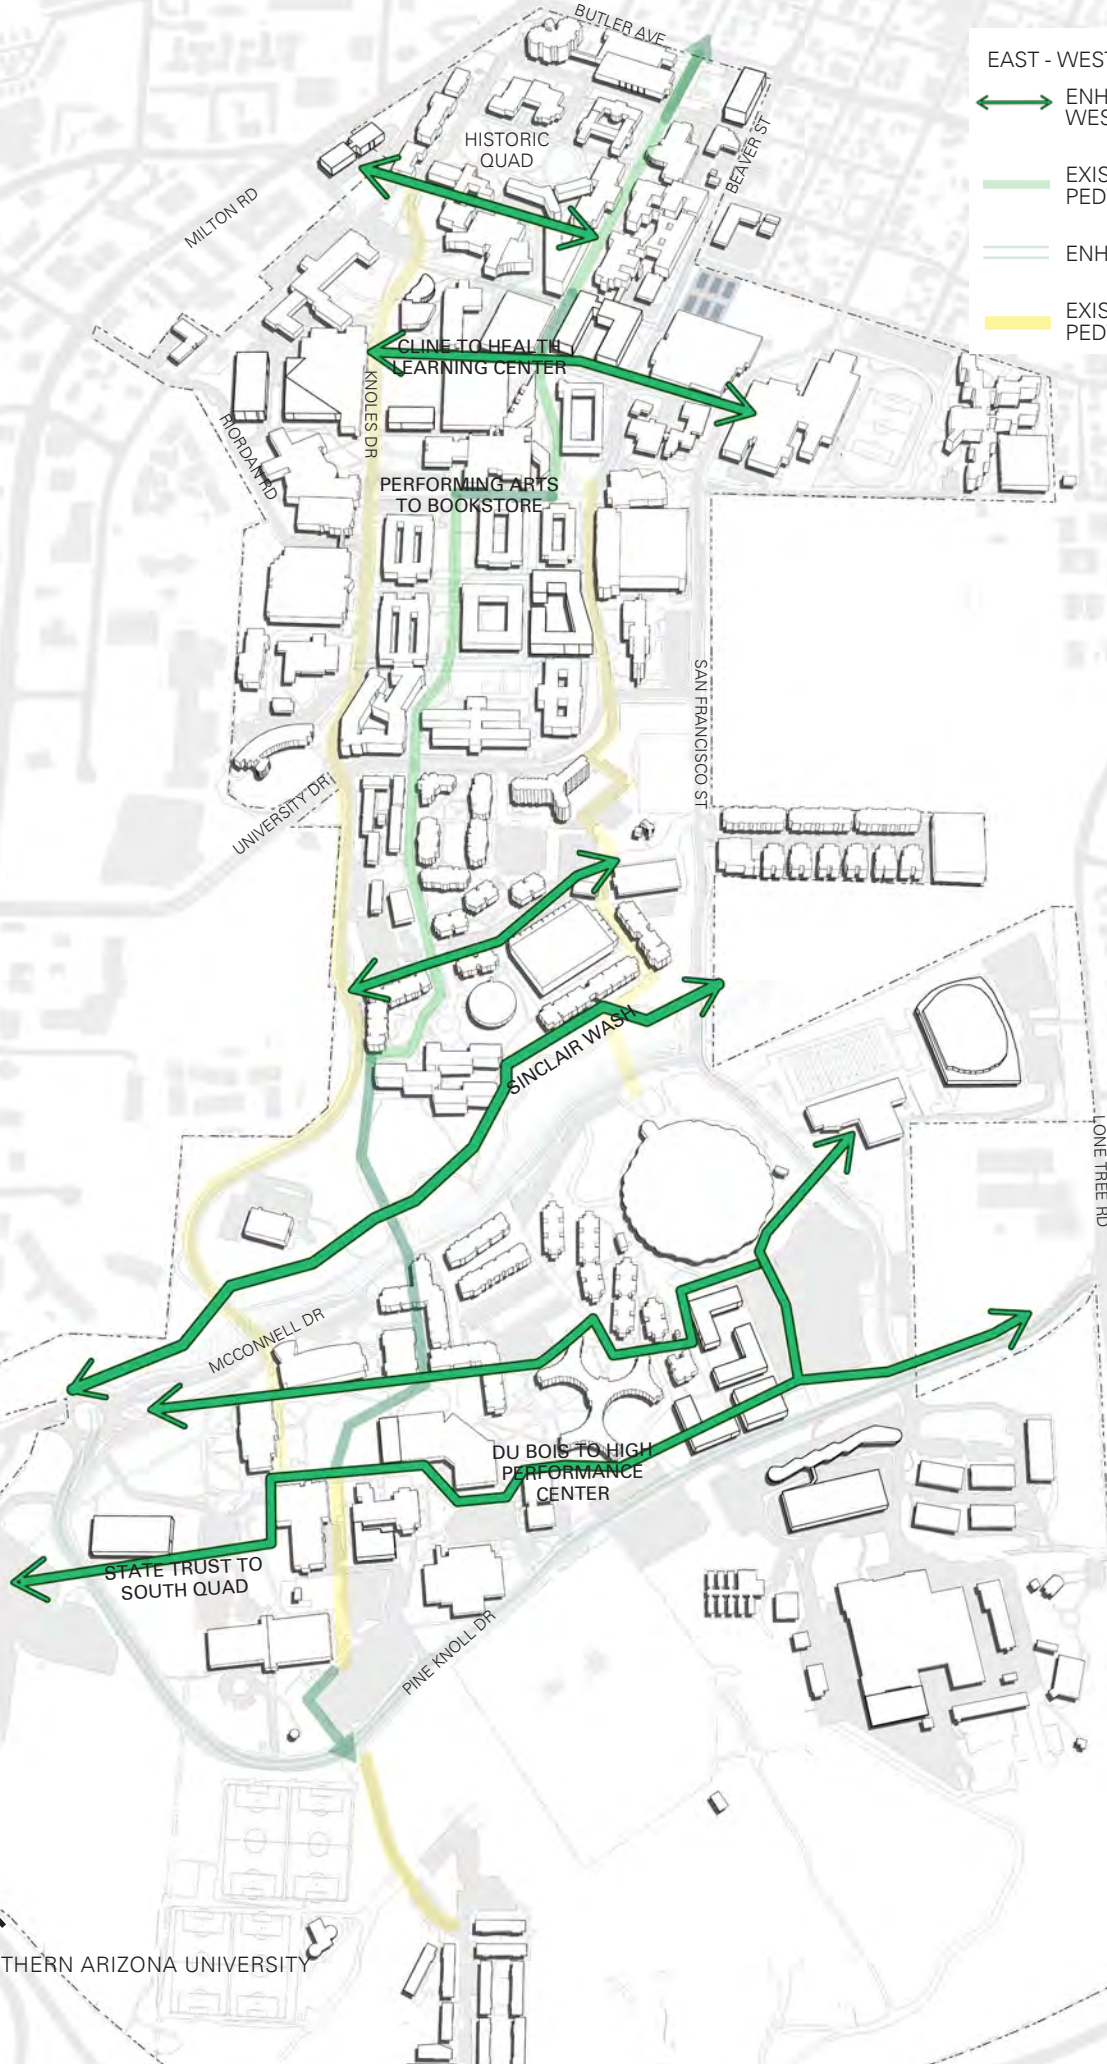 BUTLER AVE
EAST - WEST
ENH
WES
EXIS
PED
ENH
EXIS
PED
HISTORIC
QUAD
BEAVER ST
MILTON RD
CLINE TO HEALTH
LEARNING CENTER
KNOLES DR
RIORDAN RD
PERFORMING ARTS
TO BOOKSTORE
SAN FRANCISCO ST
UNIVERSITY DR
SINCLAIR WASH
LONE TREE RD
MCCONNELL DR
DU BOIS TO HIGH
PERFORMANCE
CENTER
STATE TRUST TO
SOUTH QUAD
PINE KNOLL DR
THERN ARIZONA UNIVERSITY